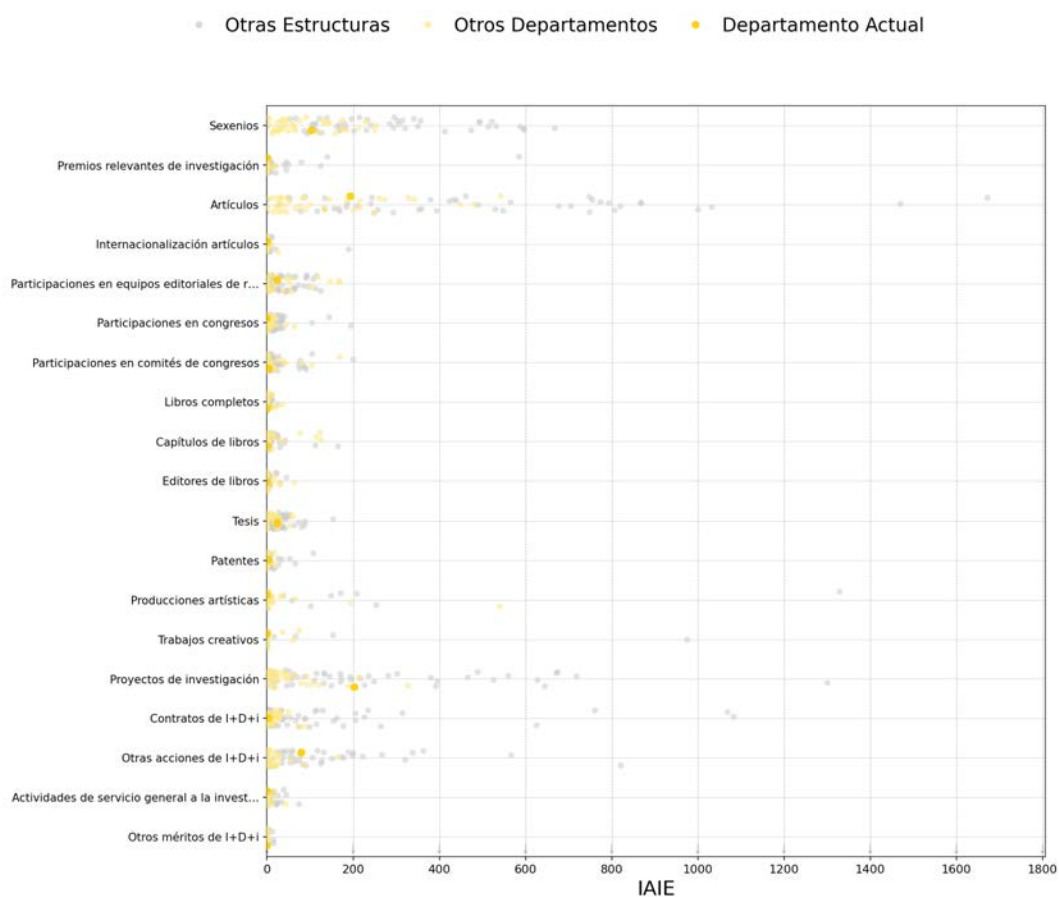 Otras Estructuras Otros Departamentos Departamento Actual
Sexenios
Premios relevantes de investigación
Artículos
Internacionalización artículos
Participaciones en equipos editoriales de r...
Participaciones en congresos
Participaciones en comités de congresos
Libros completos
Capítulos de libros
Editores de libros
Tesis
Patentes
Producciones artísticas
Trabajos creativos
Proyectos de investigación
Contratos de I+D+i
Otras acciones de I+D+i
Actividades de servicio general a la invest...
Otros méritos de I+D+i
0 200 400 600 800 1000 1200 1400 1600 1800
IAIE